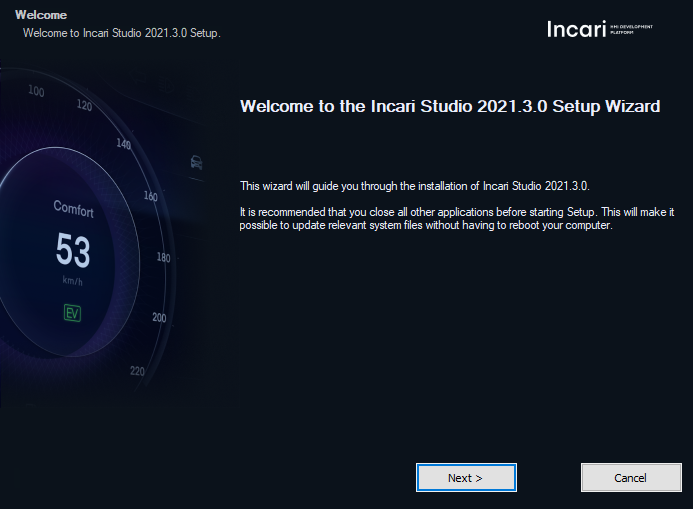 Welcome
Welcome to Incari Studio 2021.3.0 Setup.
Incari HMI DEVELOPMENT
PLATFORM
100
120
140
160
180
200
220
Comfort
53
km/h
EV
Welcome to the Incari Studio 2021.3.0 Setup Wizard
This wizard will guide you through the installation of Incari Studio 2021.3.0.
It is recommended that you close all other applications before starting Setup. This will make it
possible to update relevant system files without having to reboot your computer.
Next >
Cancel